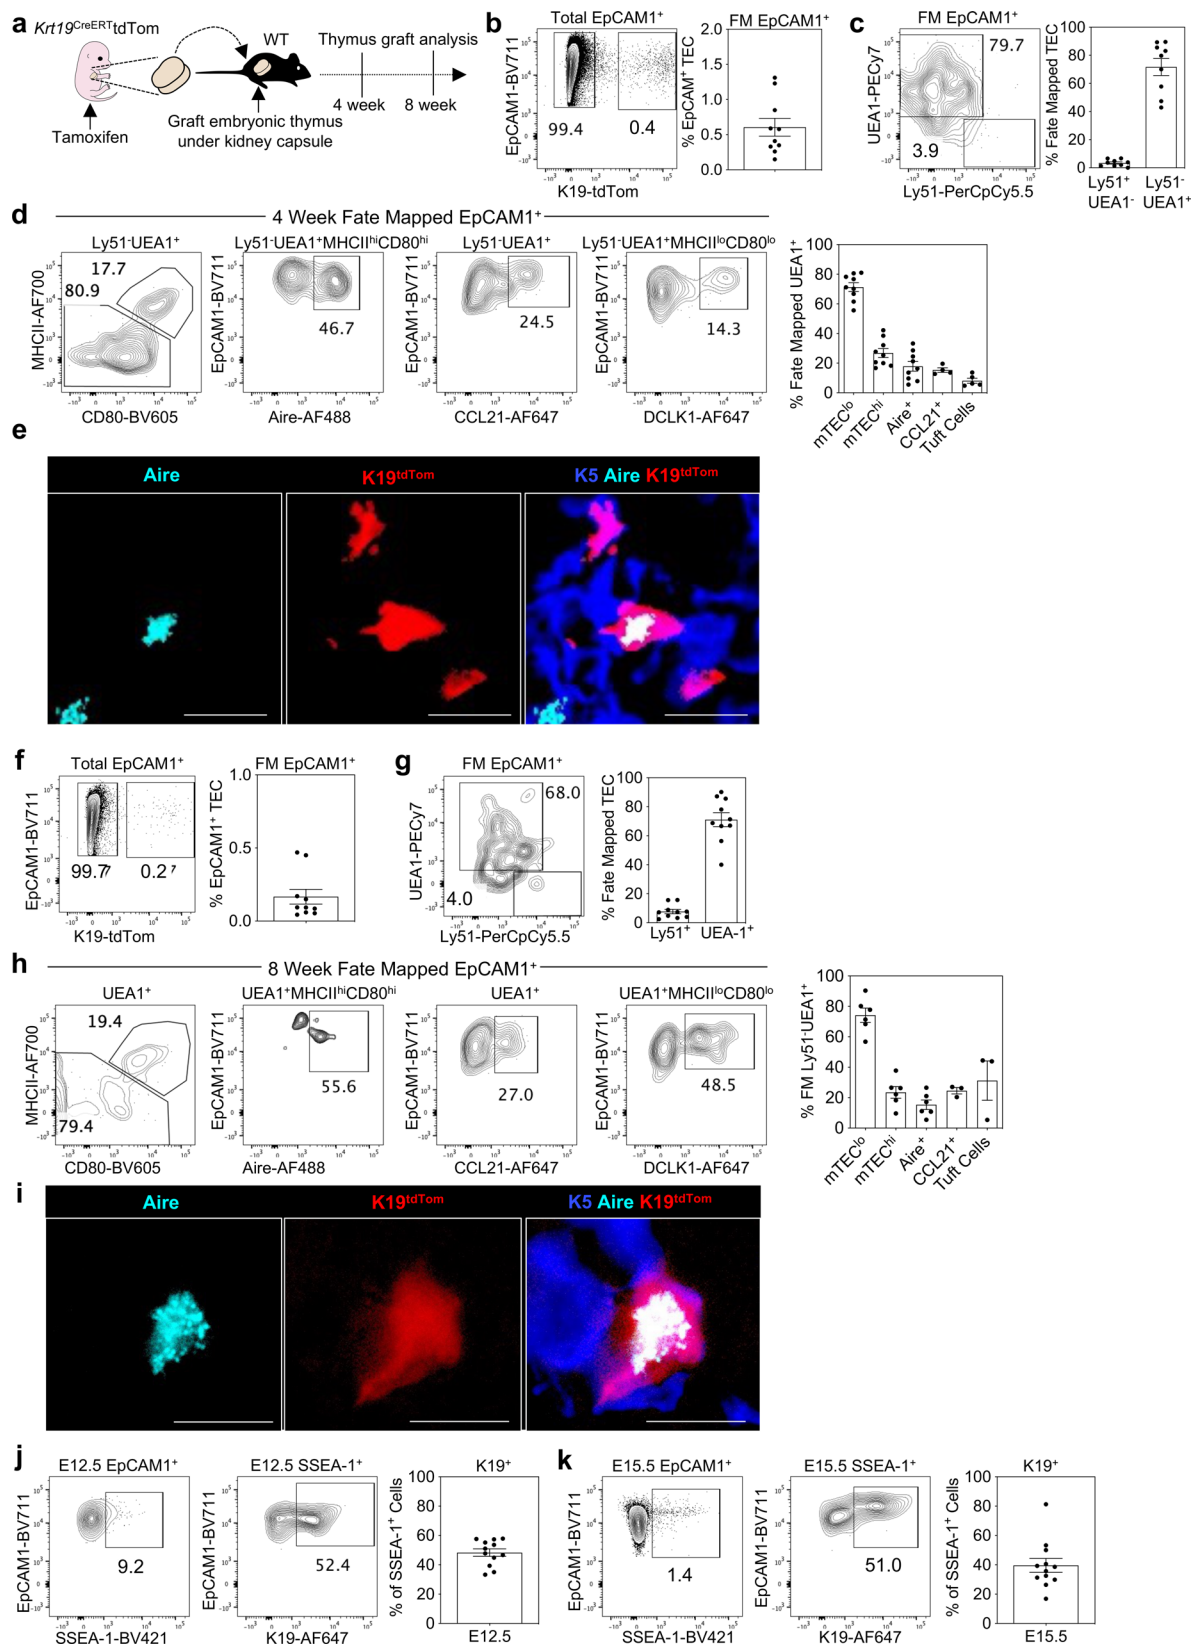 a
Krt19CreERTtdTom
WT
Thymus graft analysis
4 week
8 week
Tamoxifen
Graft embryonic thymus
under kidney capsule
b
Total EpCAM1+
FM EpCAM1+
EpCAM1-BV711
99.4
0.4
K19-tdTom
% EpCAM+ TEC
2.0
1.5
1.0
0.5
0.0
c
FM EpCAM1+
79.7
3.9
UEA1-PECy7
Ly51-PerCpCy5.5
% Fate Mapped TEC
100
80
60
40
20
0
Ly51+
UEA1-
Ly51-
UEA1+
d
4 Week Fate Mapped EpCAM1+
Ly51-UEA1+
Ly51-UEA1+MHCIIhiCD80hi
Ly51-UEA1+
Ly51-UEA1+MHCIIloCD80lo
17.7
80.9
MHCII-AF700
CD80-BV605
EpCAM1-BV711
46.7
Aire-AF488
EpCAM1-BV711
24.5
CCL21-AF647
EpCAM1-BV711
14.3
DCLK1-AF647
% Fate Mapped UEA1+
100
80
60
40
20
0
mTEClo
mTEChi
Aire+
CCL21+
Tuft Cells
e
Aire
K19tdTom
K5 Aire K19tdTom
f
Total EpCAM1+
FM EpCAM1+
EpCAM1-BV711
99.7
0.2
K19-tdTom
% EpCAM1+ TEC
1.0
0.5
0.0
g
FM EpCAM1+
68.0
4.0
UEA1-PECy7
Ly51-PerCpCy5.5
% Fate Mapped TEC
100
80
60
40
20
0
Ly51+
UEA-1+
h
8 Week Fate Mapped EpCAM1+
UEA1+
UEA1+MHCIIhiCD80hi
UEA1+
UEA1+MHCIIloCD80lo
19.4
79.4
MHCII-AF700
CD80-BV605
EpCAM1-BV711
55.6
Aire-AF488
EpCAM1-BV711
27.0
CCL21-AF647
EpCAM1-BV711
48.5
DCLK1-AF647
% FM Ly51-UEA1+
100
80
60
40
20
0
mTEClo
mTEChi
Aire+
CCL21+
Tuft Cells
i
Aire
K19tdTom
K5 Aire K19tdTom
j
E12.5 EpCAM1+
E12.5 SSEA-1+
K19+
EpCAM1-BV711
9.2
SSEA-1-BV421
EpCAM1-BV711
52.4
K19-AF647
% of SSEA-1+ Cells
100
80
60
40
20
0
E12.5
k
E15.5 EpCAM1+
E15.5 SSEA-1+
K19+
EpCAM1-BV711
1.4
SSEA-1-BV421
EpCAM1-BV711
51.0
K19-AF647
% of SSEA-1+ Cells
100
80
60
40
20
0
E15.5